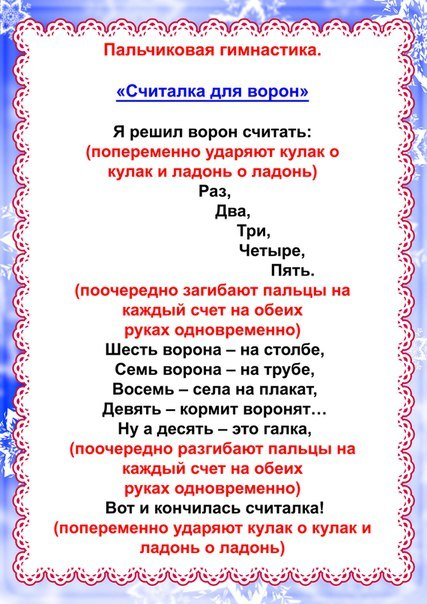 Пальчиковая гимнастика.
«Считалка для ворон»
Я решил ворон считать:
(попеременно ударяют кулак о
кулак и ладонь о ладонь)
Раз,
Два,
Три,
Четыре,
Пять.
(поочередно загибают пальцы на
каждый счет на обеих
руках одновременно)
Шесть ворона – на столбе,
Семь ворона – на трубе,
Восемь – села на плакат,
Девять – кормит воронят…
Ну а десять – это галка,
(поочередно разгибают пальцы на
каждый счет на обеих
руках одновременно)
Вот и кончилась считалка!
(попеременно ударяют кулак о кулак и
ладонь о ладонь)